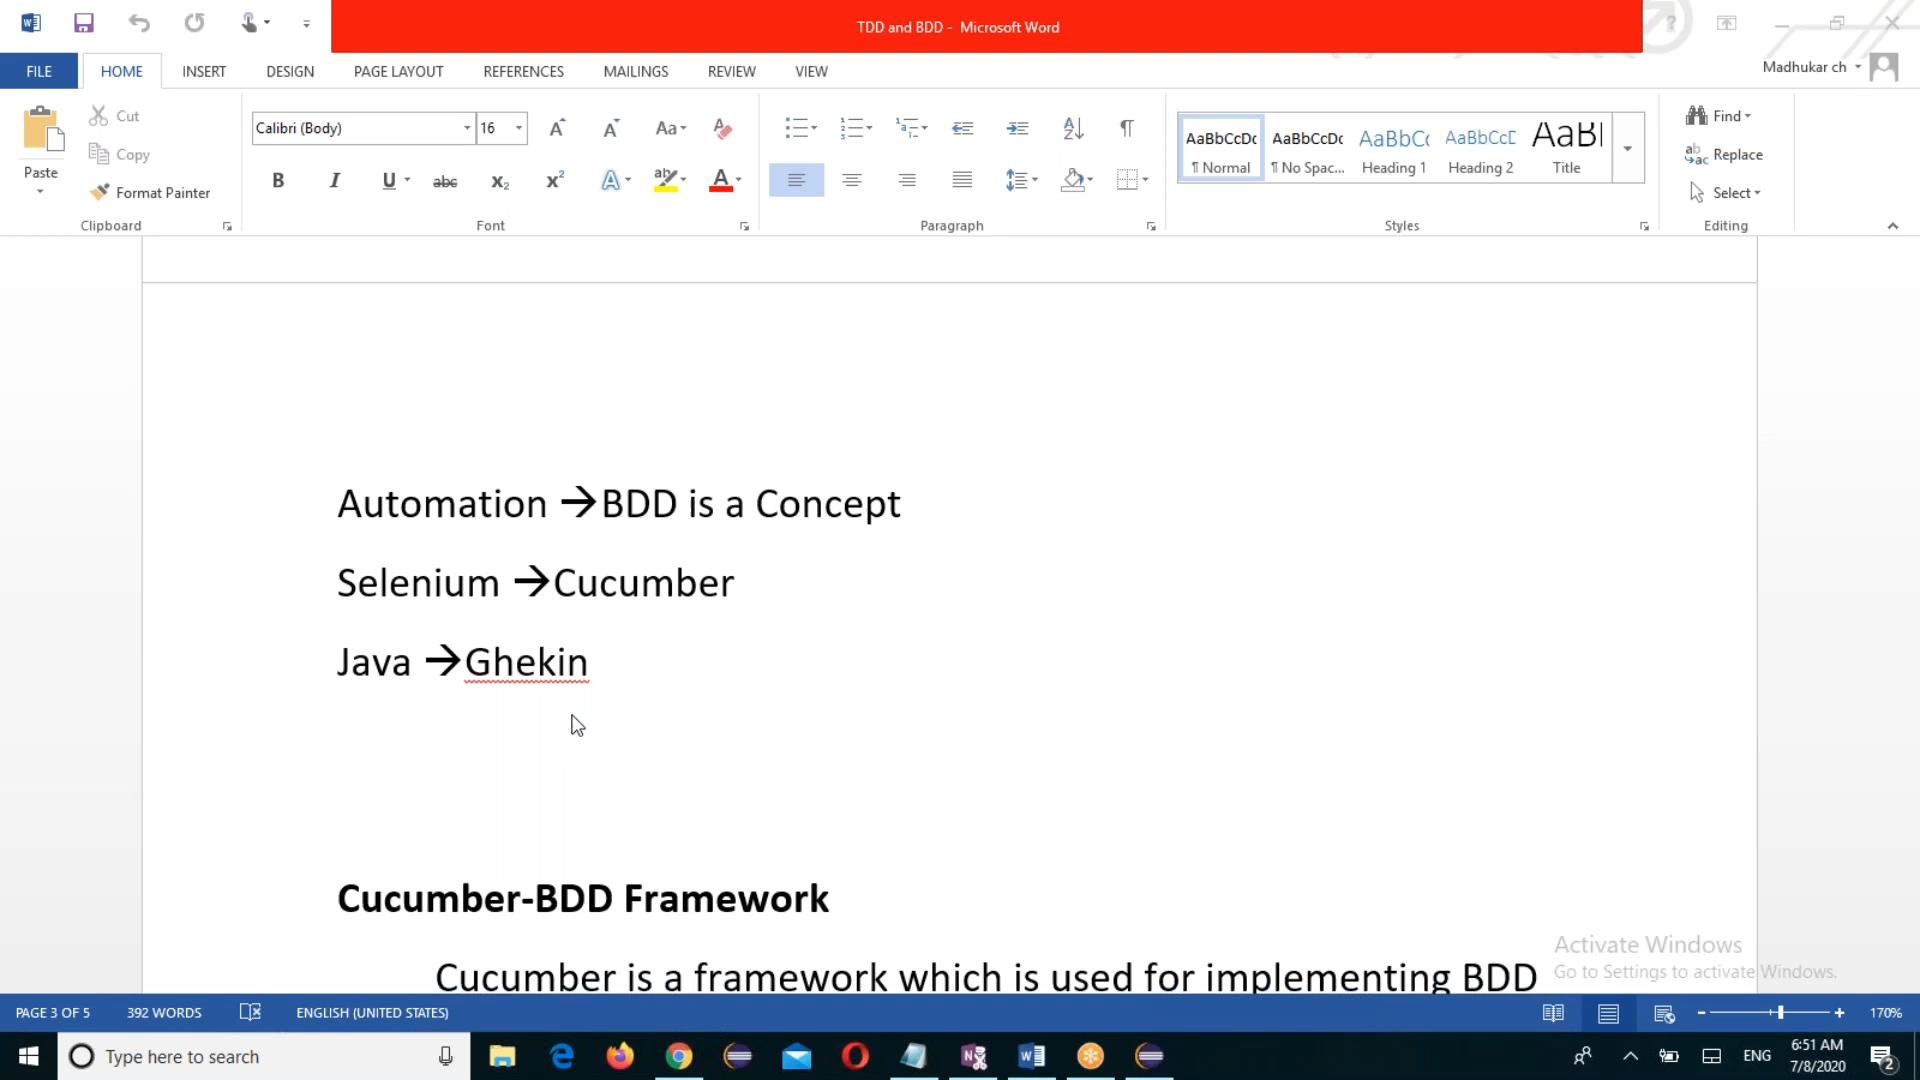 TDD and BDD - Microsoft Word
FILE HOME INSERT DESIGN PAGE LAYOUT REFERENCES MAILINGS REVIEW VIEW Madhukar ch
Paste
Cut
Copy
Format Painter
Calibri (Body) 16
AaBbCcDc AaBbCcDc AaBbCc AaBbCcD AaBl
¶ Normal ¶ No Spac... Heading 1 Heading 2 Title
Find
Replace
Select
Clipboard Font Paragraph Styles Editing
Automation →BDD is a Concept
Selenium →Cucumber
Java →Ghekin
Cucumber-BDD Framework
Cucumber is a framework which is used for implementing BDD
Activate Windows
Go to Settings to activate Windows.
PAGE 3 OF 5 392 WORDS ENGLISH (UNITED STATES) 170%
Type here to search
ENG
6:51 AM
7/8/2020
2